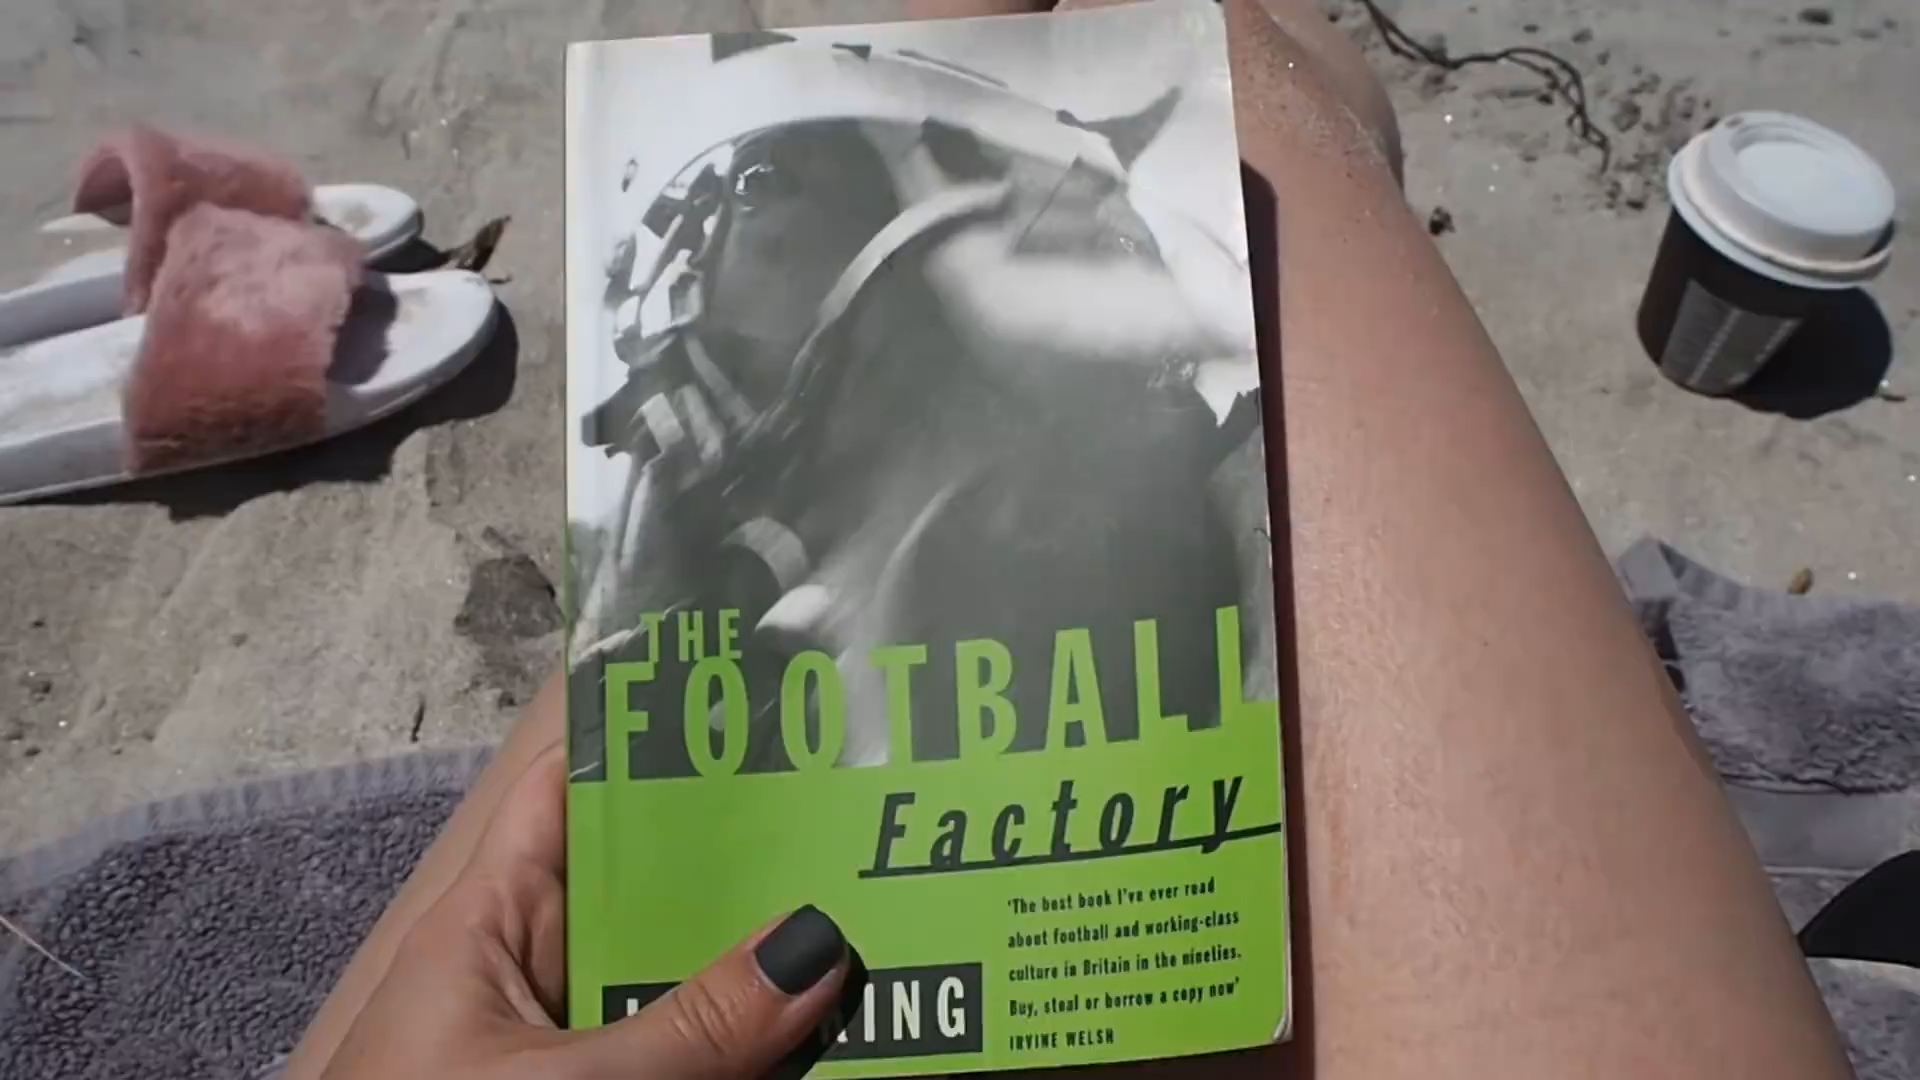 THE
FOOTBALL
Factory
'The best book I've ever read
about football and working-class
culture in Britain in the nineties.
Buy, steal or borrow a copy now'
IRVINE WELSH
KING